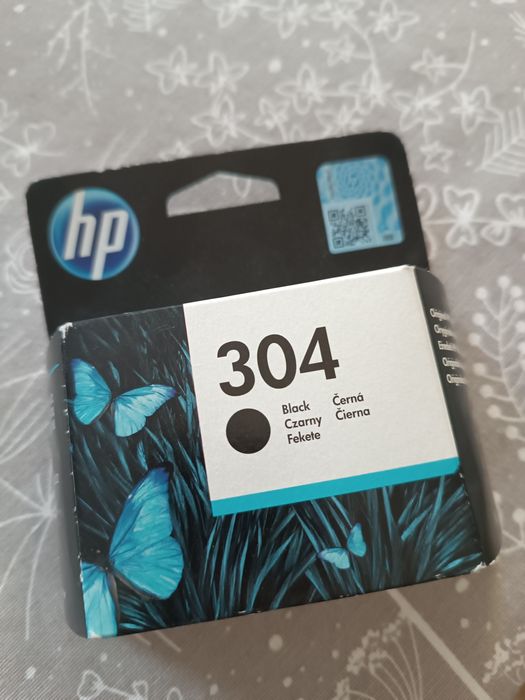 hp
304
Black Černá
Czarny Čierna
Fekete